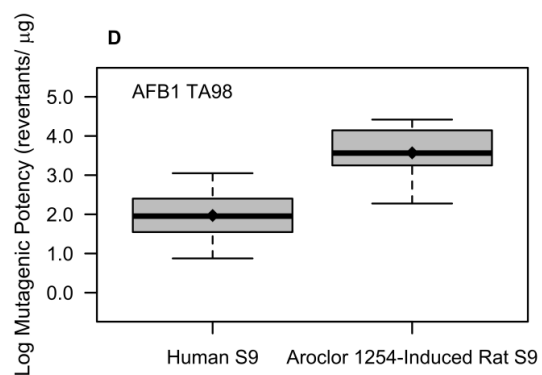 D
AFB1 TA98
Log Mutagenic Potency (revertants/ μg)
5.0
4.0
3.0
2.0
1.0
0.0
Human S9
Aroclor 1254-Induced Rat S9